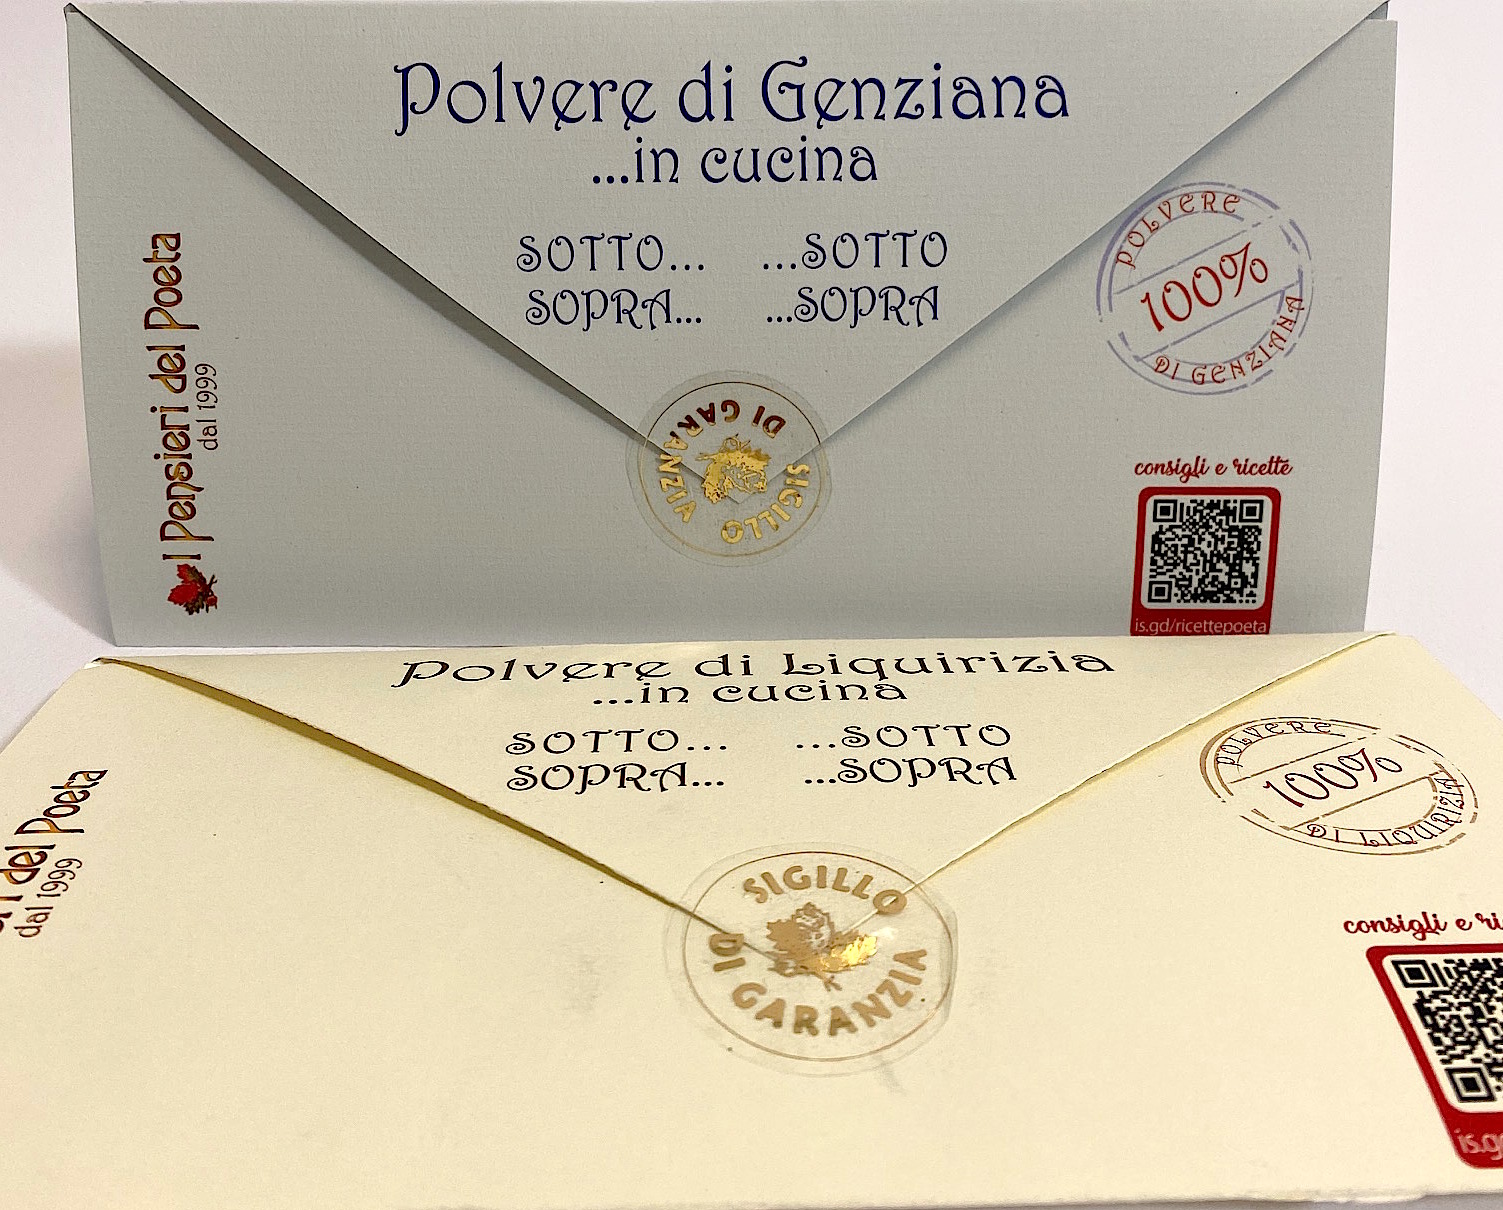 Polvere di Genziana
...in cucina
SOTTO... ...SOTTO
SOPRA... ...SOPRA
I Pensieri del Poeta
dal 1999
POLVERE
100%
DI GENZIANA
SIGILLO
DI GARANZIA
consigli e ricette
is.gd/ricettepoeta
Polvere di Liquirizia
...in cucina
SOTTO... ...SOTTO
SOPRA... ...SOPRA
del Poeta
dal 1999
POLVERE
100%
DI LIQUIRIZIA
SIGILLO
DI GARANZIA
consigli e